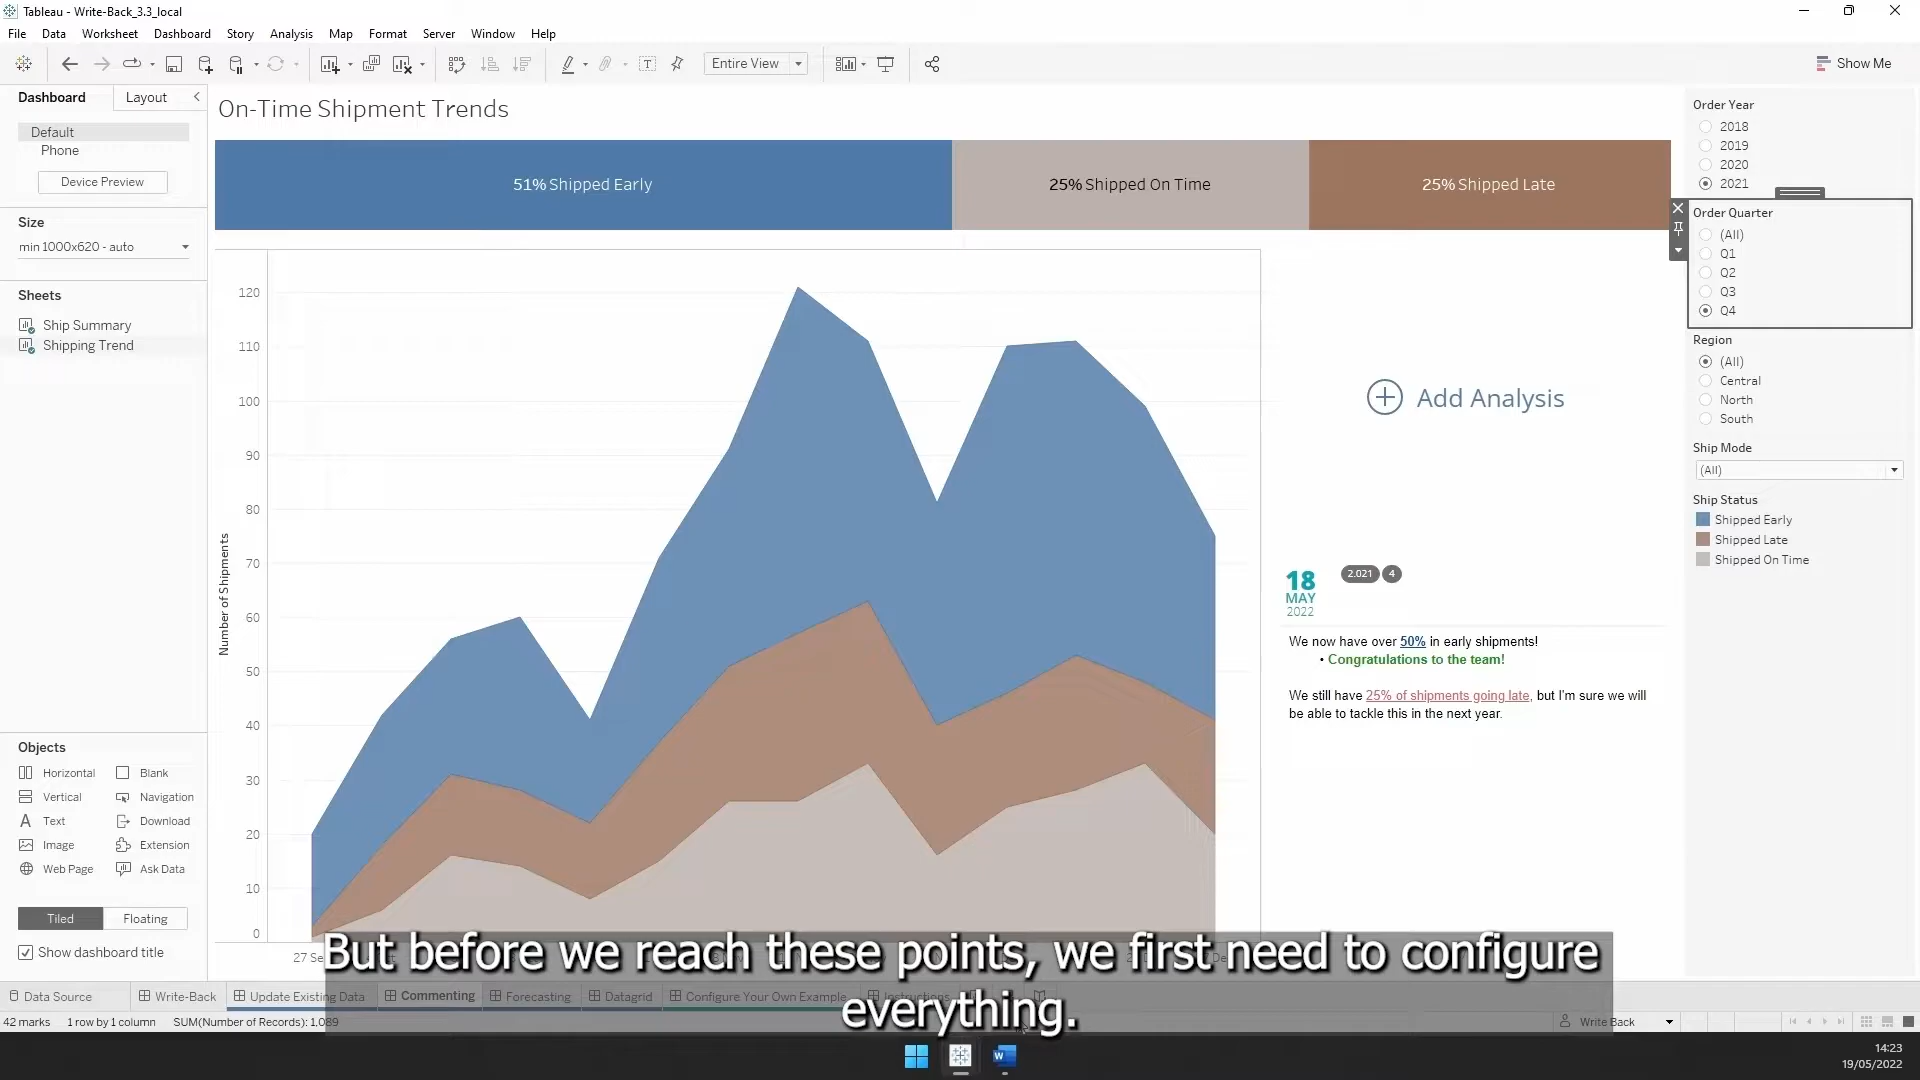 Tableau - Write-Back_3.3_local
File Data Worksheet Dashboard Story Analysis Map Format Server Window Help
Entire View
Show Me
Dashboard Layout
Default
Phone
Device Preview
Size
min 1000x620 - auto
Sheets
Ship Summary
Shipping Trend
Objects
Horizontal Blank
Vertical Navigation
A Text Download
Image Extension
Web Page Ask Data
Tiled Floating
Show dashboard title
On-Time Shipment Trends
51% Shipped Early
25% Shipped On Time
25% Shipped Late
Number of Shipments
120
110
100
90
80
70
60
50
40
30
20
10
0
27 Se
Add Analysis
18
MAY
2022
2.021 4
We now have over 50% in early shipments!
• Congratulations to the team!
We still have 25% of shipments going late, but I'm sure we will
be able to tackle this in the next year.
Order Year
2018
2019
2020
2021
Order Quarter
(All)
Q1
Q2
Q3
Q4
Region
(All)
Central
North
South
Ship Mode
(All)
Ship Status
Shipped Early
Shipped Late
Shipped On Time
But before we reach these points, we first need to configure
everything.
Data Source Write-Back Update Existing Data Commenting Forecasting Datagrid Configure Your Own Example Instructions
42 marks 1 row by 1 column SUM(Number of Records): 1.089
Write Back
W
14:23
19/05/2022